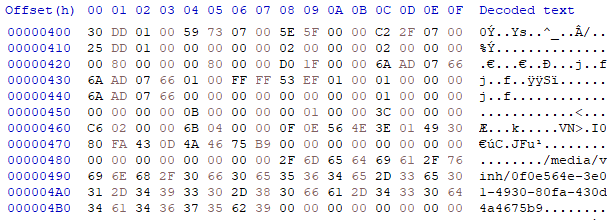 Offset(h) 00 01 02 03 04 05 06 07 08 09 0A 0B 0C 0D 0E 0F Decoded text
00000400 30 DD 01 00 59 73 07 00 5E 5F 00 00 C2 2F 07 00 0Ý..Ys..^_..Â/..
00000410 25 DD 01 00 00 00 00 00 02 00 00 00 02 00 00 00 %Ý..............
00000420 00 80 00 00 00 80 00 00 D0 1F 00 00 6A AD 07 66 .€...€..Ð...j..f
00000430 6A AD 07 66 01 00 FF FF 53 EF 01 00 01 00 00 00 j..f..ÿÿSï......
00000440 6A AD 07 66 00 00 00 00 00 00 00 00 01 00 00 00 j..f............
00000450 00 00 00 00 0B 00 00 00 00 01 00 00 3C 00 00 00 ............<...
00000460 C6 02 00 00 6B 04 00 00 0F 0E 56 4E 3E 01 49 30 Æ...k.....VN>.I0
00000470 80 FA 43 0D 4A 46 75 B9 00 00 00 00 00 00 00 00 €úC.JFu¹........
00000480 00 00 00 00 00 00 00 00 2F 6D 65 64 69 61 2F 76 ......../media/v
00000490 69 6E 68 2F 30 66 30 65 35 36 34 65 2D 33 65 30 inh/0f0e564e-3e0
000004A0 31 2D 34 39 33 30 2D 38 30 66 61 2D 34 33 30 64 1-4930-80fa-430d
000004B0 34 61 34 36 37 35 62 39 00 00 00 00 00 00 00 00 4a4675b9........